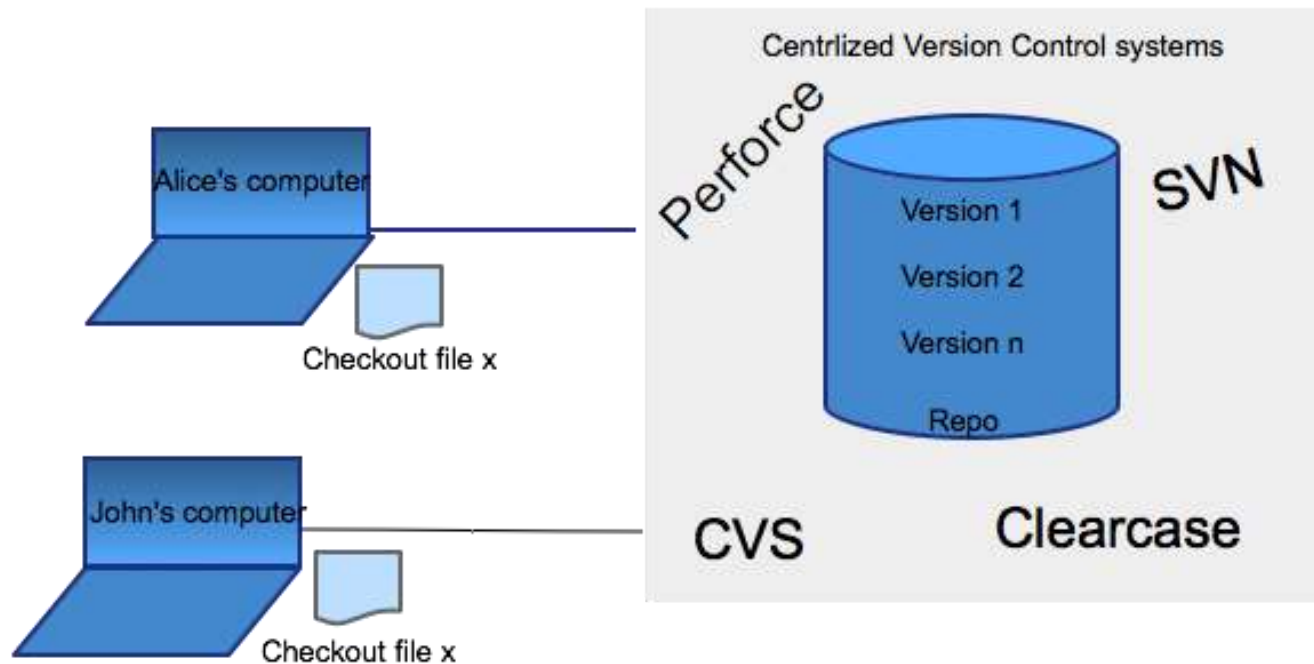 Centrlized Version Control systems
Perforce
SVN
Alice's computer
Version 1
Version 2
Version n
Repo
Checkout file x
John's computer
CVS
Clearcase
Checkout file x